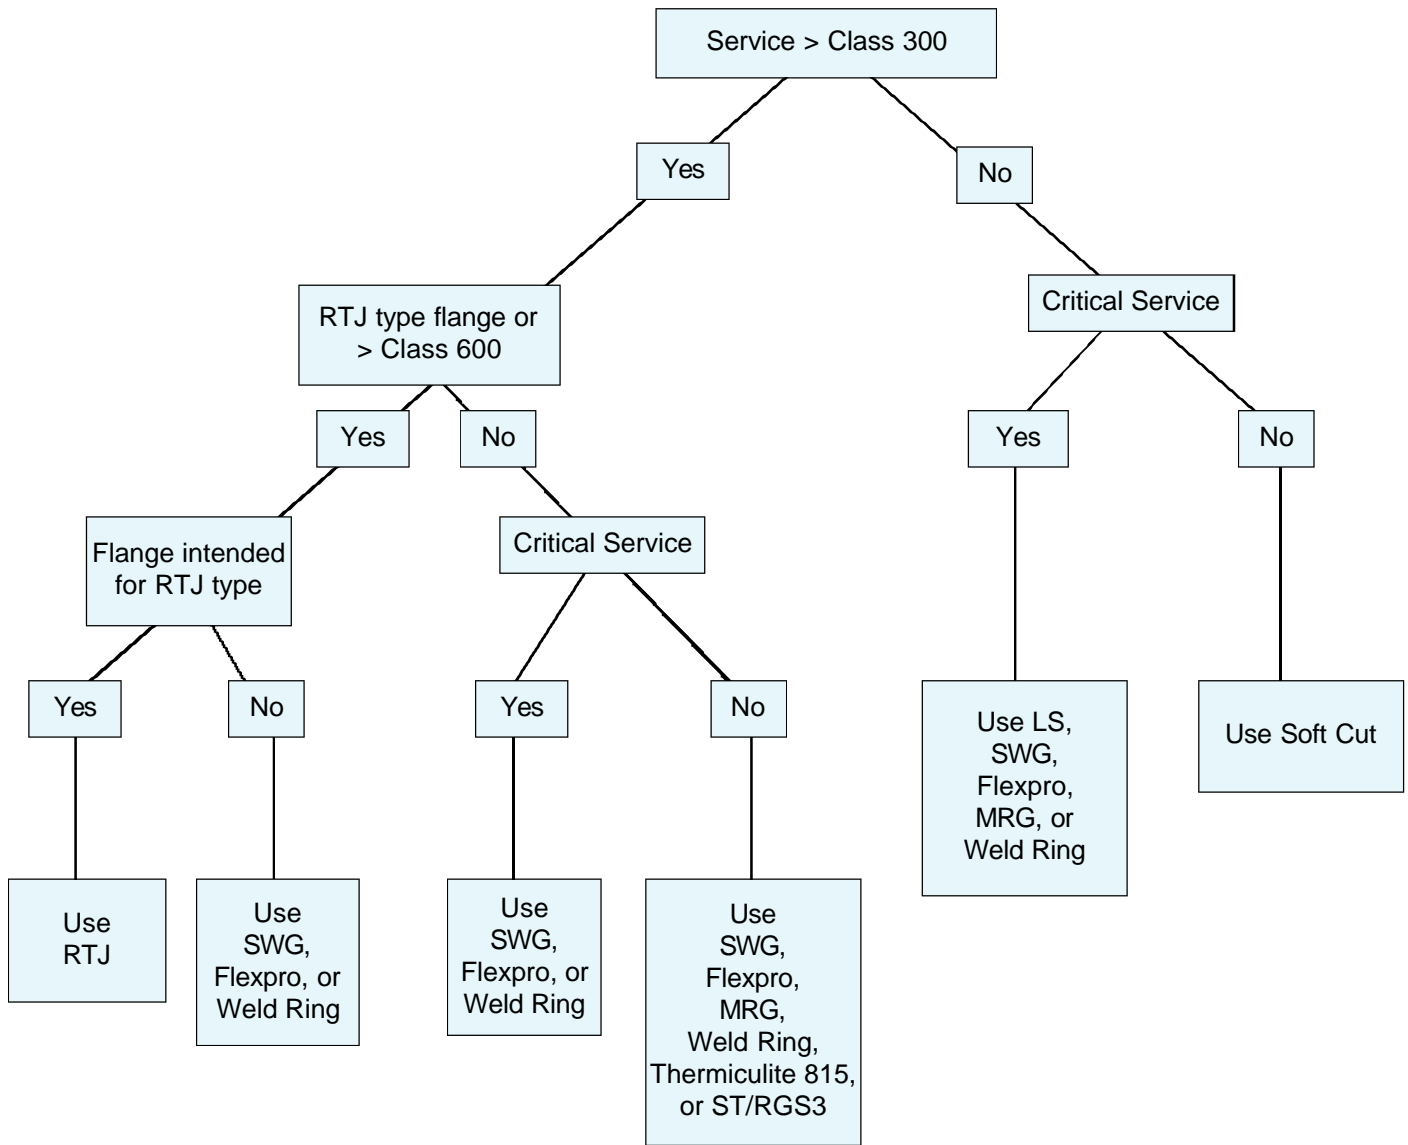 Service > Class 300
Yes
No
RTJ type flange or
> Class 600
Critical Service
Yes
No
Yes
No
Flange intended
for RTJ type
Critical Service
Yes
No
Yes
No
Use LS,
SWG,
Flexpro,
MRG, or
Weld Ring
Use Soft Cut
Use
RTJ
Use
SWG,
Flexpro, or
Weld Ring
Use
SWG,
Flexpro, or
Weld Ring
Use
SWG,
Flexpro,
MRG,
Weld Ring,
Thermiculite 815,
or ST/RGS3